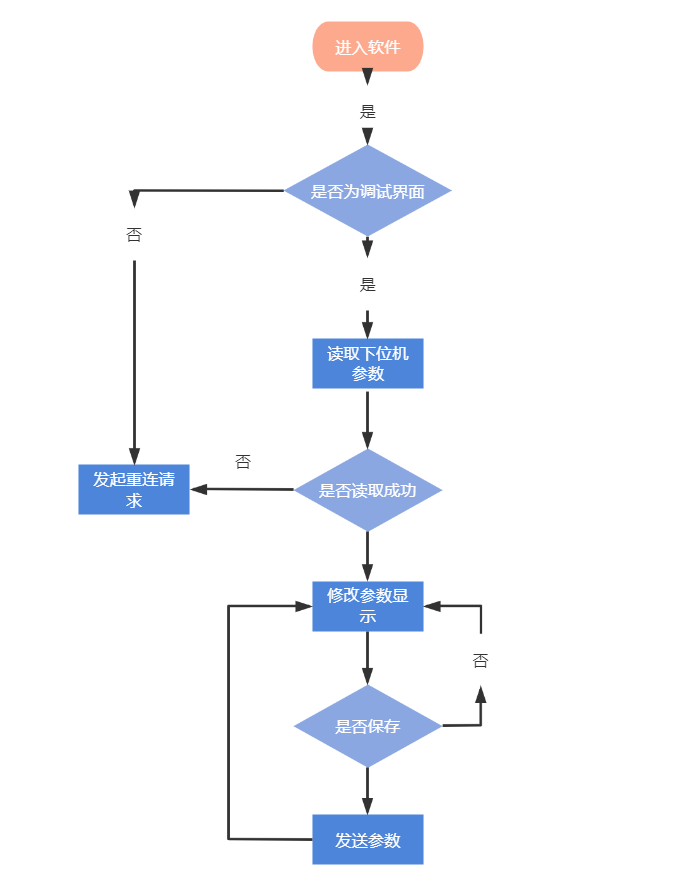 进入软件
是
是否为调试界面
否
是
读取下位机
参数
否
发起重连请
求
是否读取成功
修改参数显
示
否
是否保存
发送参数